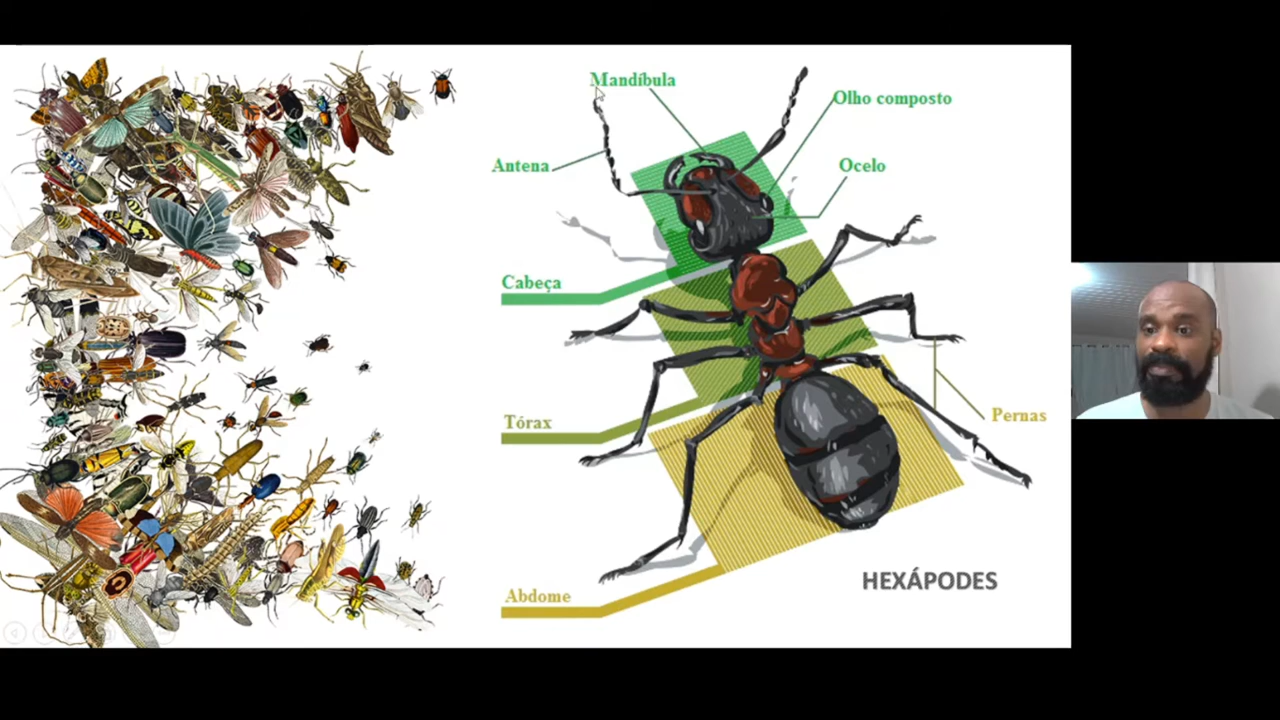 Mandíbula
Olho composto
Antena
Ocelo
Cabeça
Tórax
Pernas
HEXÁPODES
Abdome